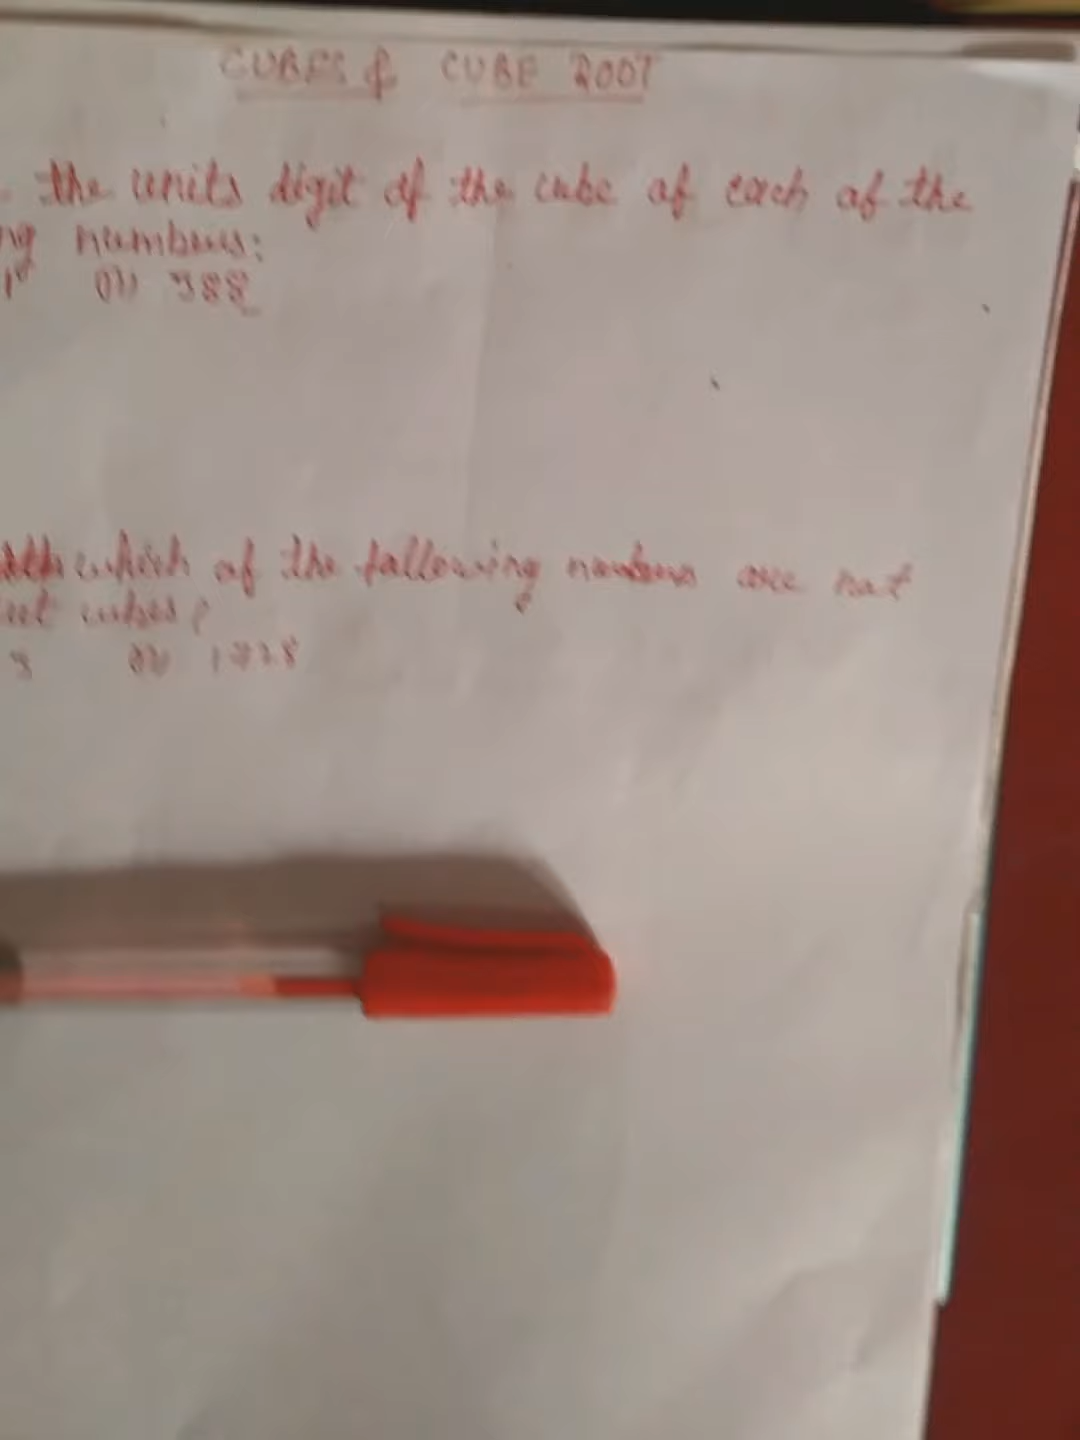 CUBES & CUBE ROOT
the units digit of the cube of each of the
ng numbers:
(ii) 388
which of the following numbers are not
cubes?
(ii) 1728